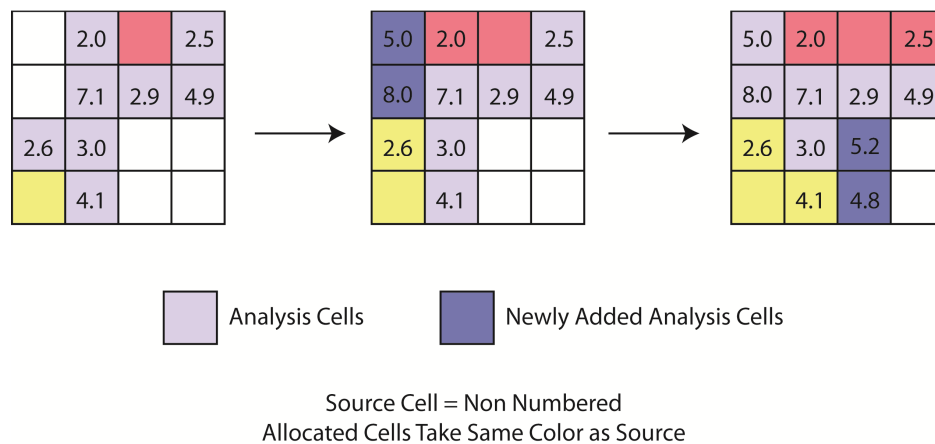 2.0 2.5 5.0 2.0 2.5 5.0 2.0 2.5
7.1 2.9 4.9 8.0 7.1 2.9 4.9 8.0 7.1 2.9 4.9
2.6 3.0 2.6 3.0 2.6 3.0 5.2
4.1 4.1 4.1 4.8
Analysis Cells Newly Added Analysis Cells
Source Cell = Non Numbered
Allocated Cells Take Same Color as Source